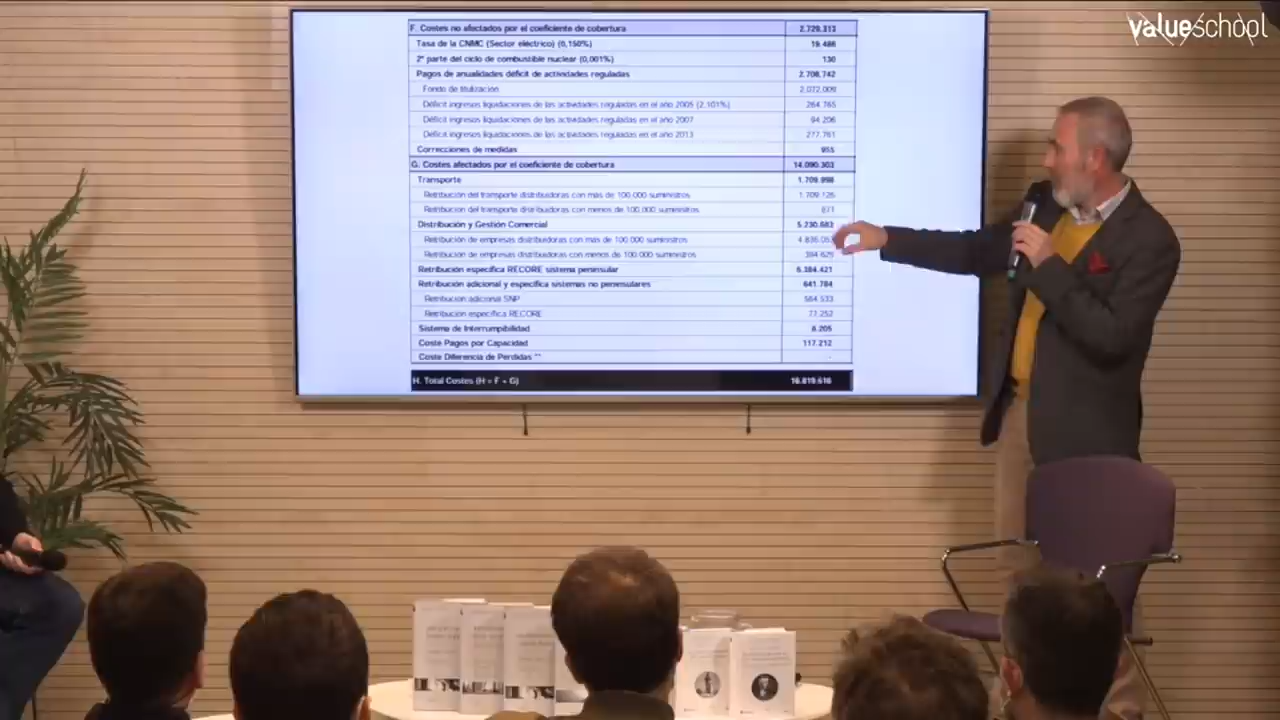 valueschool
F. Costes no afectados por el coeficiente de cobertura 2.729.313
Tasa de la CNMC (Sector eléctrico) (0,150%) 19.486
2ª parte del ciclo de combustible nuclear (0,001%) 130
Pagos de anualidades déficit de actividades reguladas 2.708.742
Fondo de titulización 2.072.009
Déficit ingresos liquidaciones de las actividades reguladas en el año 2005 (2,101%) 264.765
Déficit ingresos liquidaciones de las actividades reguladas en el año 2007 94.206
Déficit ingresos liquidaciones de las actividades reguladas en el año 2013 277.761
Correcciones de medidas 955
G. Costes afectados por el coeficiente de cobertura 14.090.303
Transporte 1.709.998
Retribución del transporte distribuidoras con más de 100.000 suministros 1.709.126
Retribución del transporte distribuidoras con menos de 100.000 suministros 871
Distribución y Gestión Comercial 5.230.682
Retribución de empresas distribuidoras con más de 100.000 suministros
Retribución de empresas distribuidoras con menos de 100.000 suministros
Retribución específica RECORE sistema peninsular 6.384.421
Retribución adicional y específica sistemas no peninsulares 641.784
Retribución adicional SNP 564.533
Retribución específica RECORE 77.252
Sistema de Interrumpibilidad 6.205
Coste Pagos por Capacidad 117.212
Coste Diferencia de Perdidas ** -
H. Total Costes (H = F + G) 16.819.616